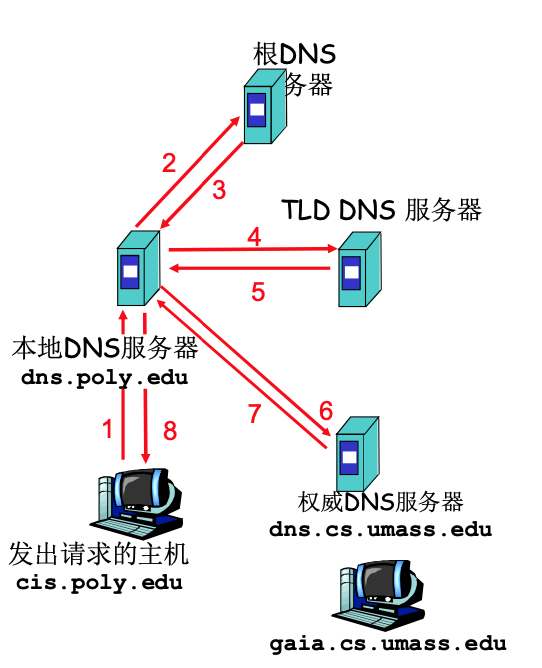 根DNS
务器
2
3
TLD DNS 服务器
4
5
本地DNS服务器
dns.poly.edu
1
8
7
6
权威DNS服务器
dns.cs.umass.edu
发出请求的主机
cis.poly.edu
gaia.cs.umass.edu